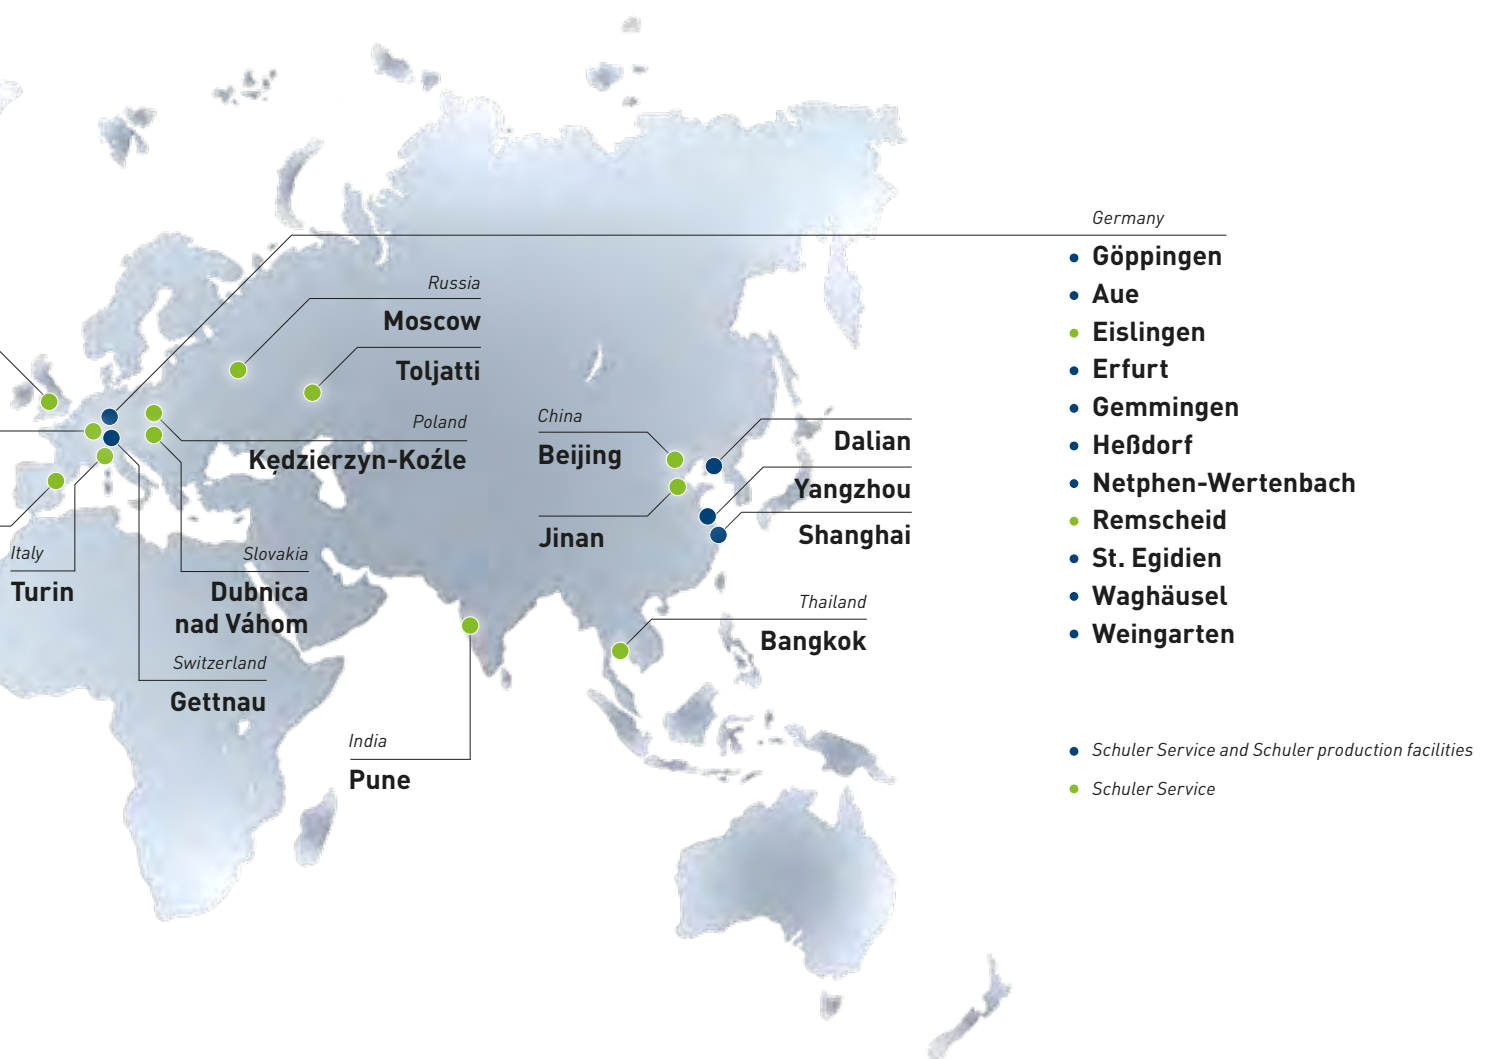 Germany
Göppingen
Aue
Eislingen
Erfurt
Gemmingen
Heßdorf
Netphen-Wertenbach
Remscheid
St. Egidien
Waghäusel
Weingarten
Russia
Moscow
Toljatti
Poland
Kędzierzyn-Koźle
China
Beijing
Jinan
Dalian
Yangzhou
Shanghai
Italy
Turin
Slovakia
Dubnica
nad Váhom
Switzerland
Gettnau
Thailand
Bangkok
India
Pune
Schuler Service and Schuler production facilities
Schuler Service